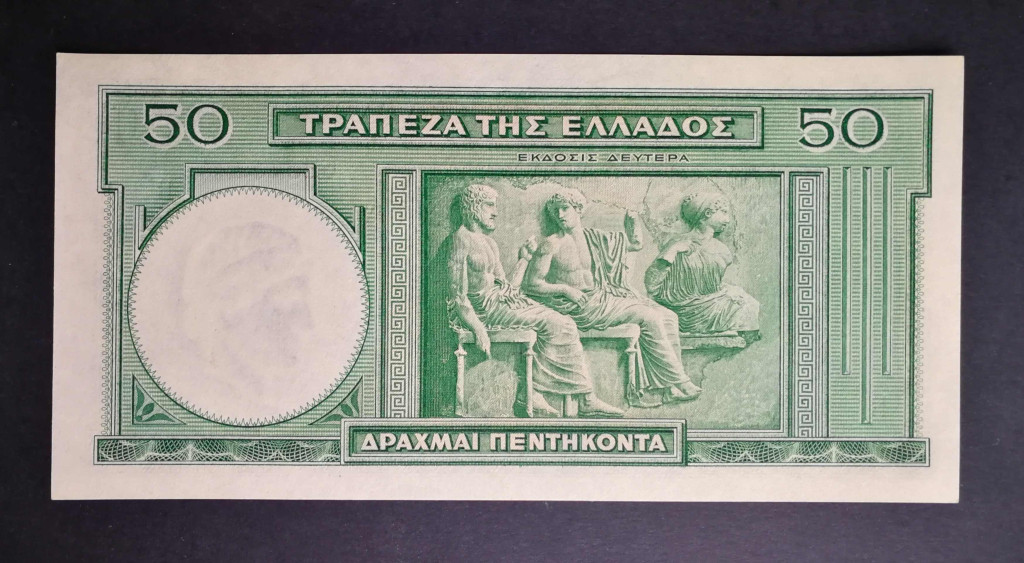 50 ΤΡΑΠΕΖΑ ΤΗΣ ΕΛΛΑΔΟΣ 50
ΕΚΔΟΣΙΣ ΔΕΥΤΕΡΑ
ΔΡΑΧΜΑΙ ΠΕΝΤΗΚΟΝΤΑ